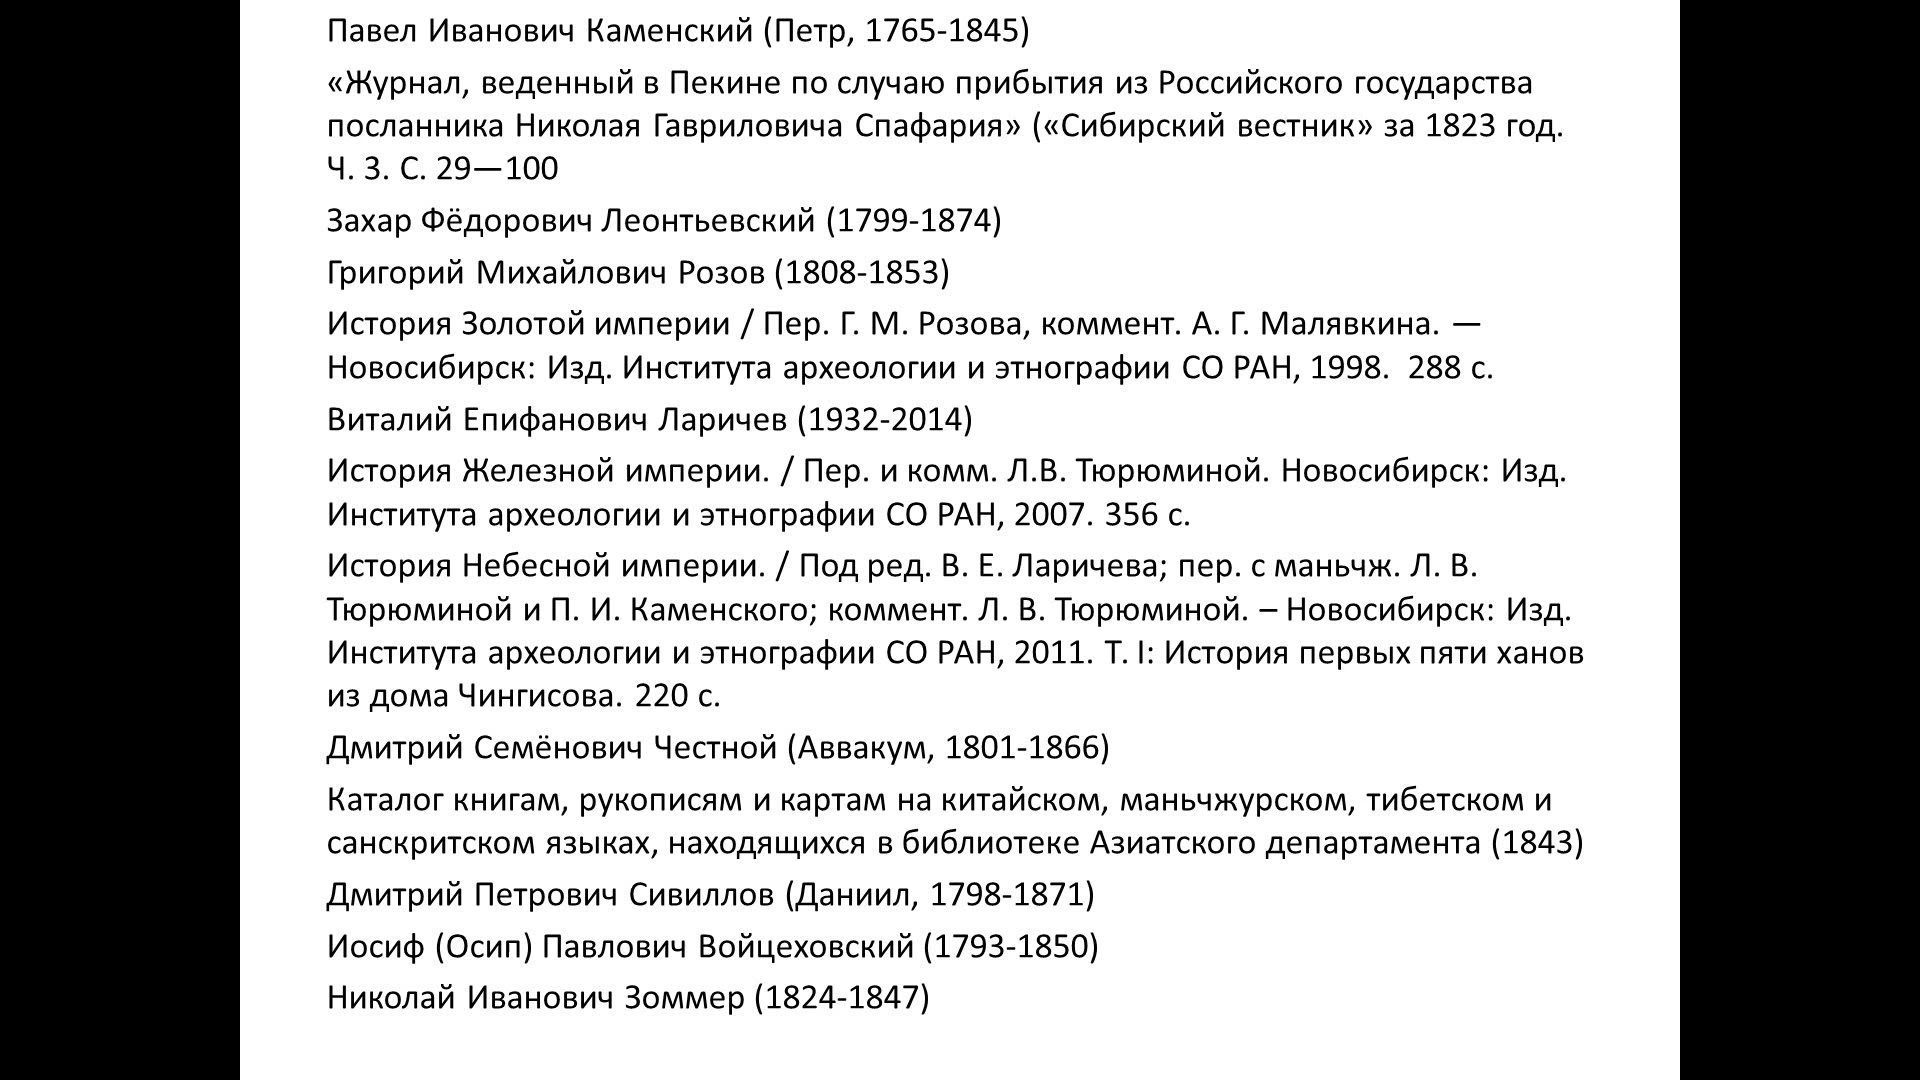 Павел Иванович Каменский (Петр, 1765-1845)
«Журнал, веденный в Пекине по случаю прибытия из Российского государства
посланника Николая Гавриловича Спафария» («Сибирский вестник» за 1823 год.
Ч. 3. С. 29—100
Захар Фёдорович Леонтьевский (1799-1874)
Григорий Михайлович Розов (1808-1853)
История Золотой империи / Пер. Г. М. Розова, коммент. А. Г. Малявкина. —
Новосибирск: Изд. Института археологии и этнографии СО РАН, 1998.  288 с.
Виталий Епифанович Ларичев (1932-2014)
История Железной империи. / Пер. и комм. Л.В. Тюрюминой. Новосибирск: Изд.
Института археологии и этнографии СО РАН, 2007. 356 с.
История Небесной империи. / Под ред. В. Е. Ларичева; пер. с маньчж. Л. В.
Тюрюминой и П. И. Каменского; коммент. Л. В. Тюрюминой. – Новосибирск: Изд.
Института археологии и этнографии СО РАН, 2011. Т. I: История первых пяти ханов
из дома Чингисова. 220 с.
Дмитрий Семёнович Честной (Аввакум, 1801-1866)
Каталог книгам, рукописям и картам на китайском, маньчжурском, тибетском и
санскритском языках, находящихся в библиотеке Азиатского департамента (1843)
Дмитрий Петрович Сивиллов (Даниил, 1798-1871)
Иосиф (Осип) Павлович Войцеховский (1793-1850)
Николай Иванович Зоммер (1824-1847)